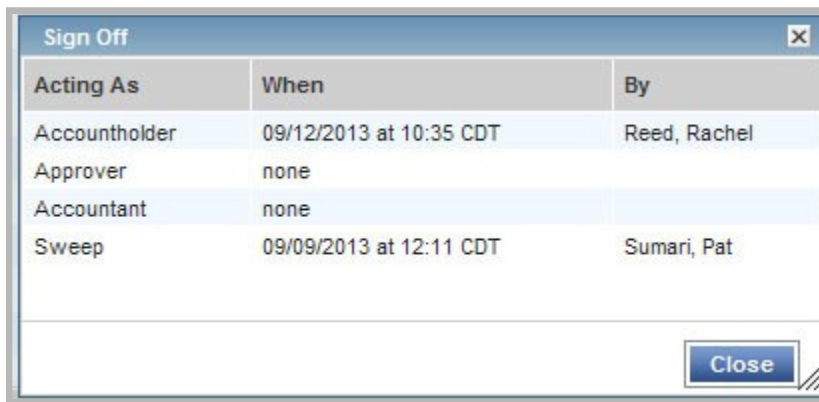 Sign Off
Acting As When By
Accountholder 09/12/2013 at 10:35 CDT Reed, Rachel
Approver none
Accountant none
Sweep 09/09/2013 at 12:11 CDT Sumari, Pat
Close